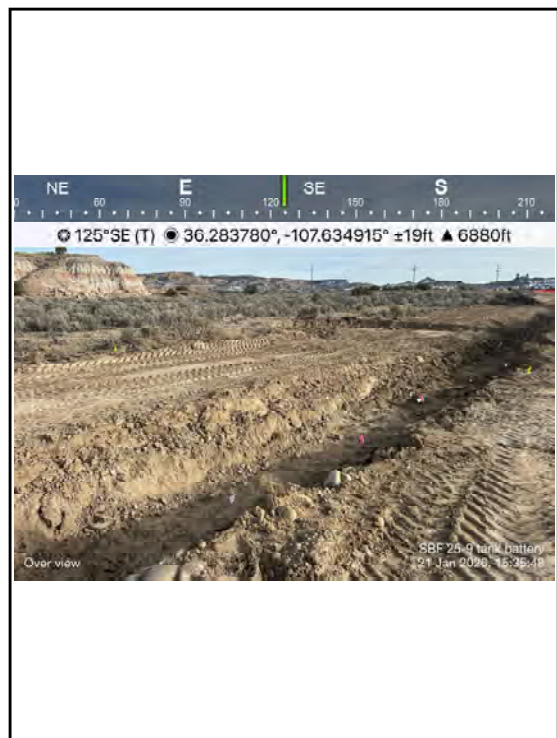 NE E SE S
0 60 90 120 150 180 210
125°SE (T) 36.283780°, -107.634915° ±19ft ▲ 6880ft
SBF 25-9 tank battery
Over view 21 Jan 2020, 15:35:48